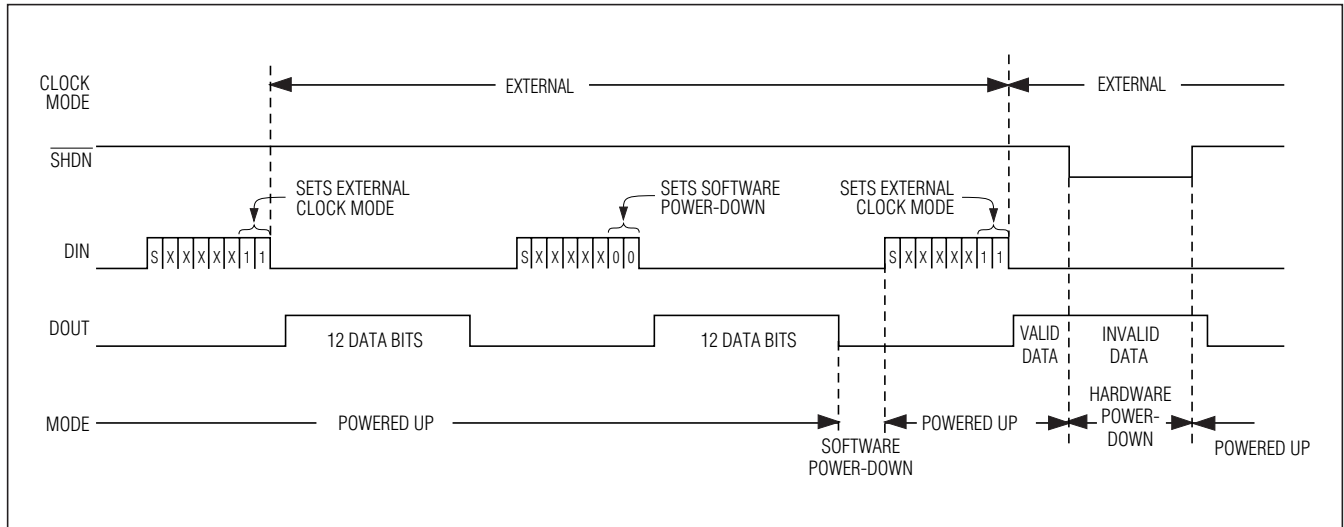 CLOCK
MODE
EXTERNAL
EXTERNAL
SHDN
SETS EXTERNAL
CLOCK MODE
SETS SOFTWARE
POWER-DOWN
SETS EXTERNAL
CLOCK MODE
DIN
S X X X X X 1 1
S X X X X X 0 0
S X X X X X 1 1
DOUT
12 DATA BITS
12 DATA BITS
VALID
DATA
INVALID
DATA
MODE
POWERED UP
SOFTWARE
POWER-DOWN
POWERED UP
HARDWARE
POWER-
DOWN
POWERED UP